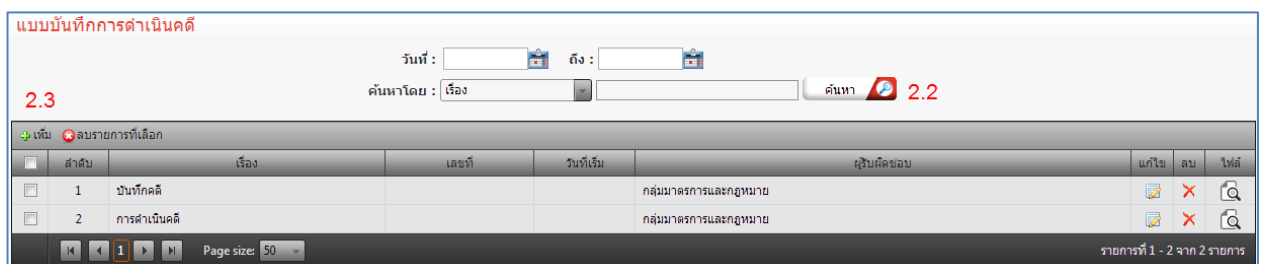 แบบบันทึกการดำเนินคดี
วันที่ : ถึง :
ค้นหาโดย : เรื่อง ค้นหา 2.2
2.3
เพิ่ม ลบรายการที่เลือก
ลำดับ เรื่อง เลขที่ วันที่เริ่ม ผู้รับผิดชอบ แก้ไข ลบ ไฟล์
1 บันทึกคดี กลุ่มมาตรการและกฎหมาย
2 การดำเนินคดี กลุ่มมาตรการและกฎหมาย
1 Page size: 50 รายการที่ 1 - 2 จาก 2 รายการ